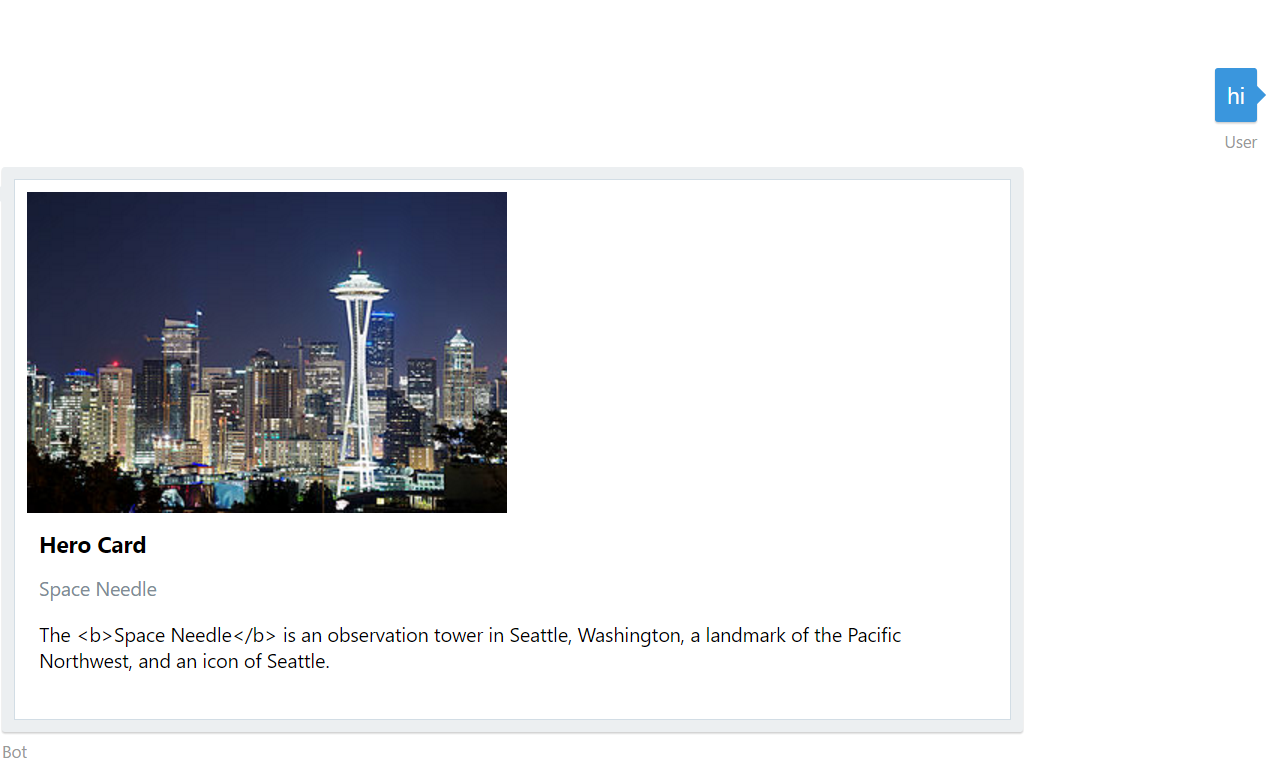 hi
User
Hero Card
Space Needle
The <b>Space Needle</b> is an observation tower in Seattle, Washington, a landmark of the Pacific
Northwest, and an icon of Seattle.
Bot